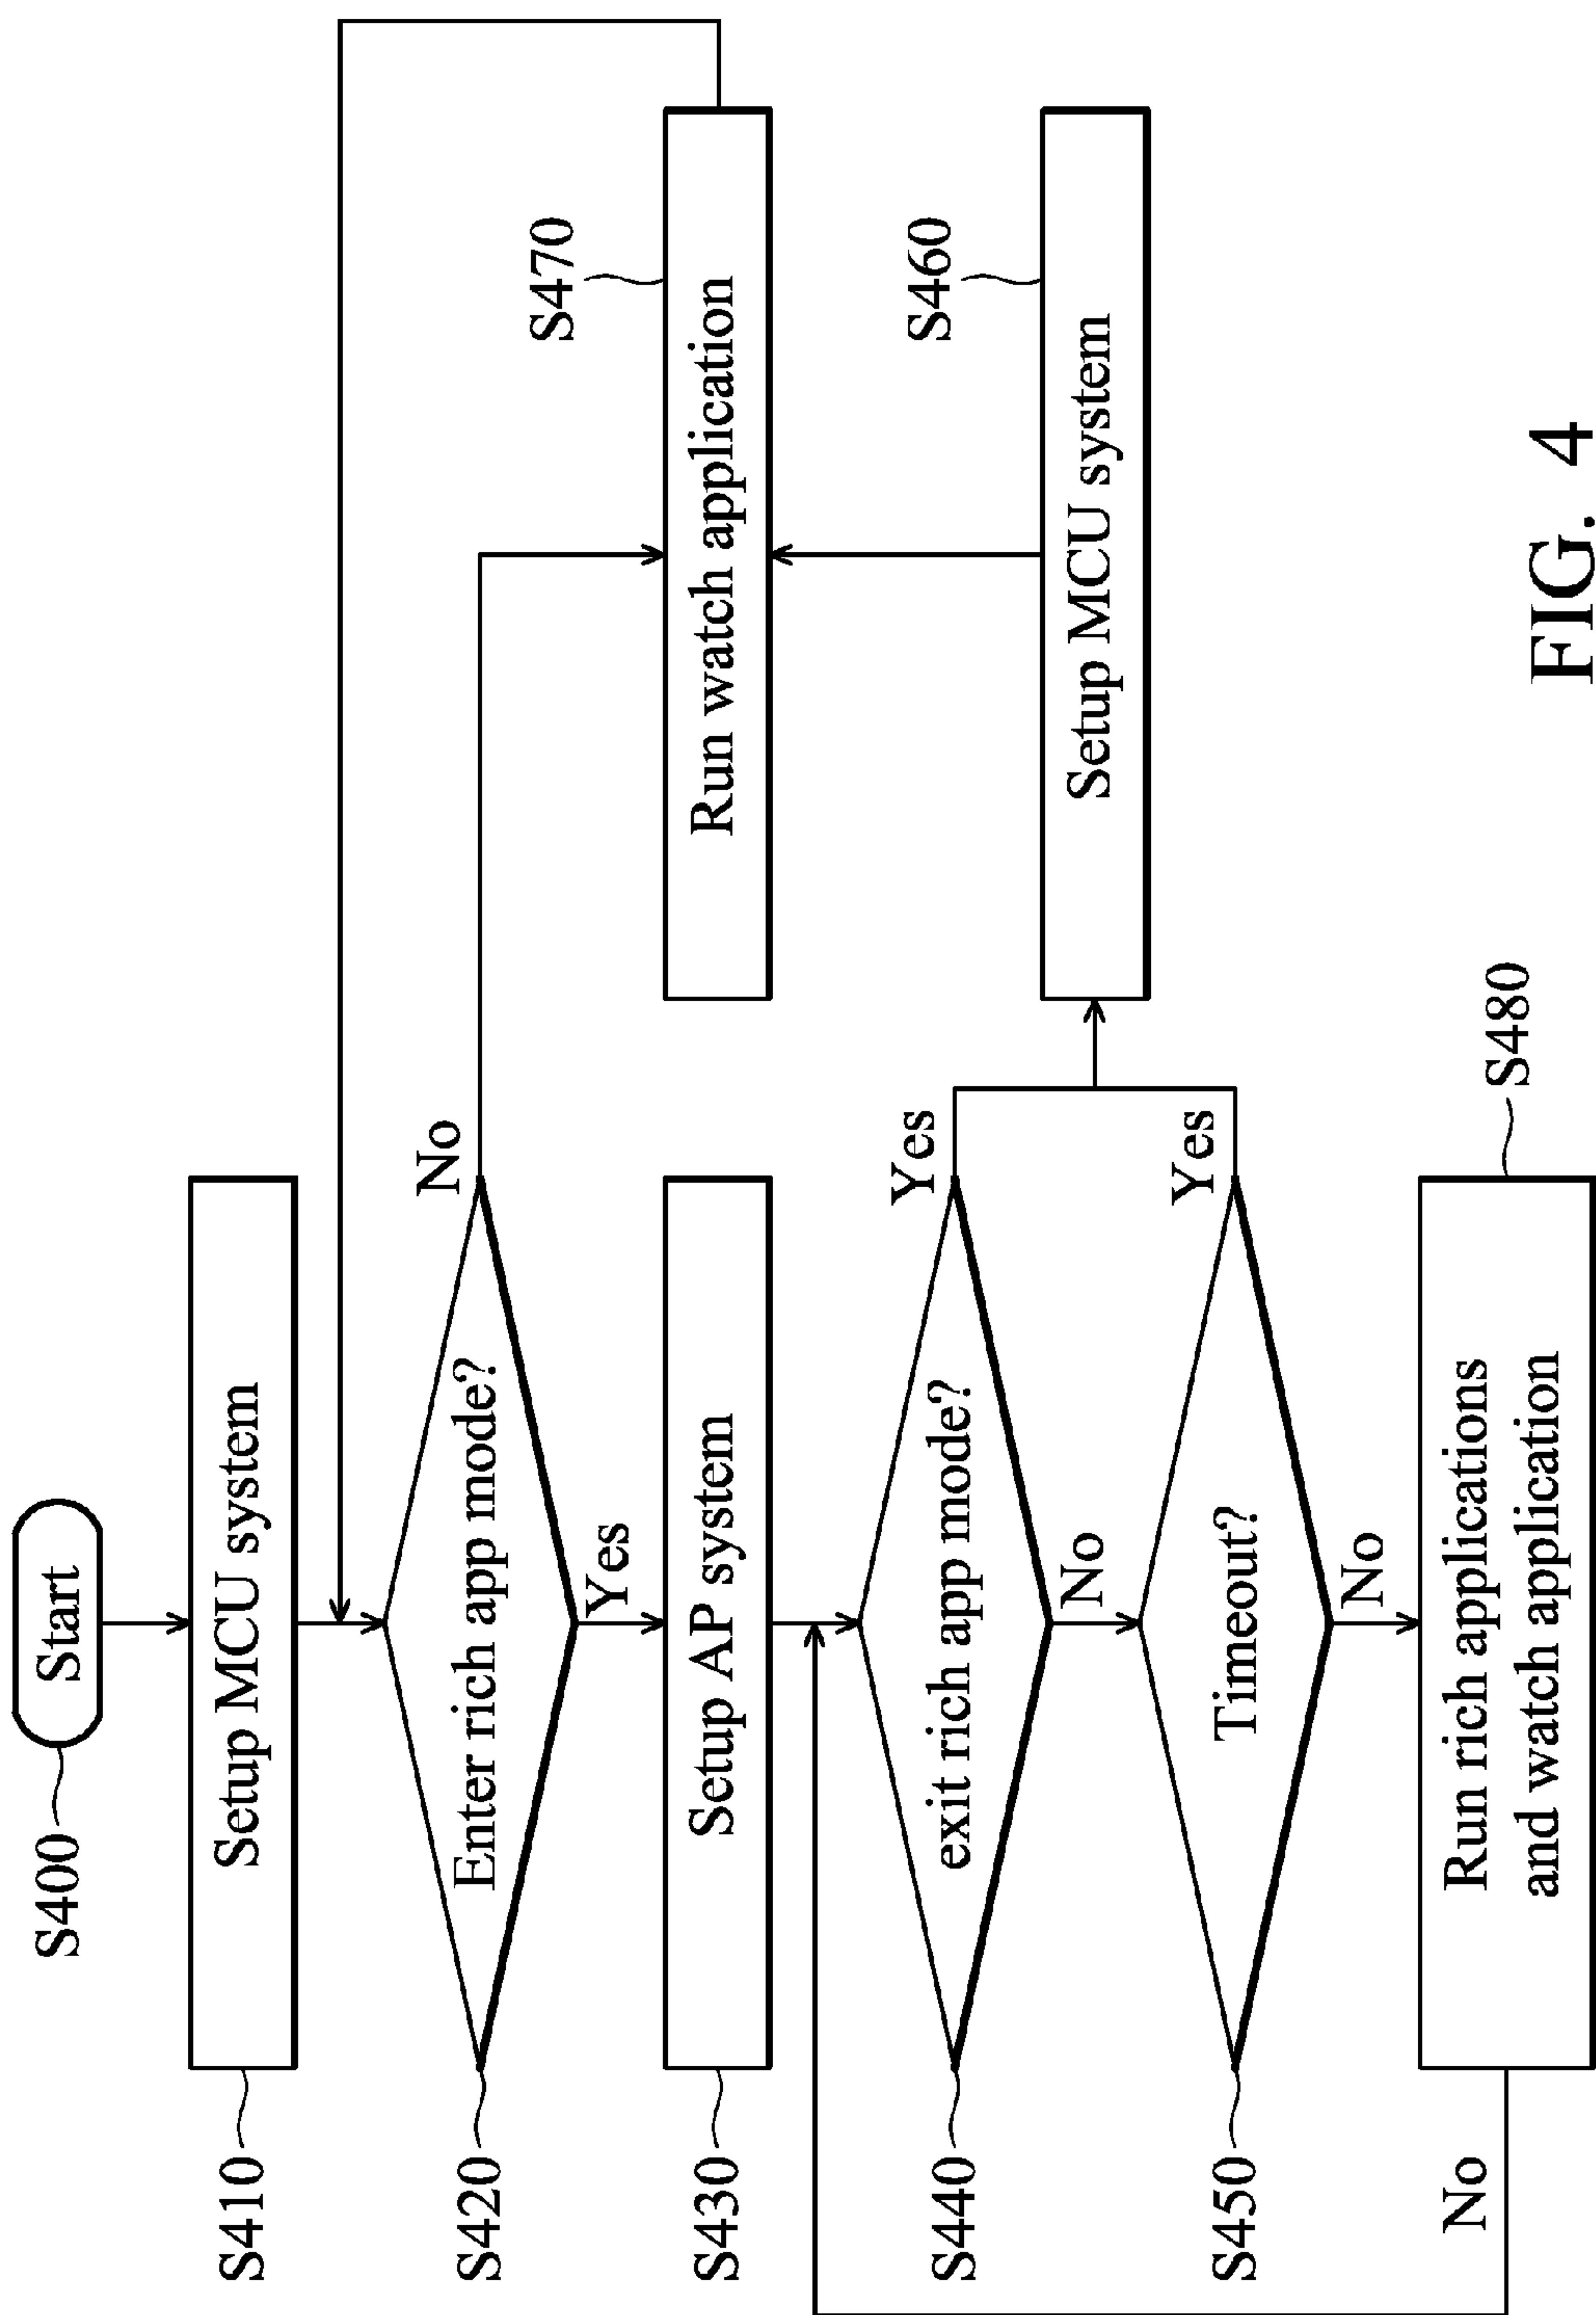 S400
Start
S410
Setup MCU system
S420
Enter rich app mode?
No
Yes
S430
Setup AP system
S470
Run watch application
S440
exit rich app mode?
Yes
No
S460
Setup MCU system
S450
Timeout?
Yes
No
S480
Run rich applications
and watch application
No
FIG. 4